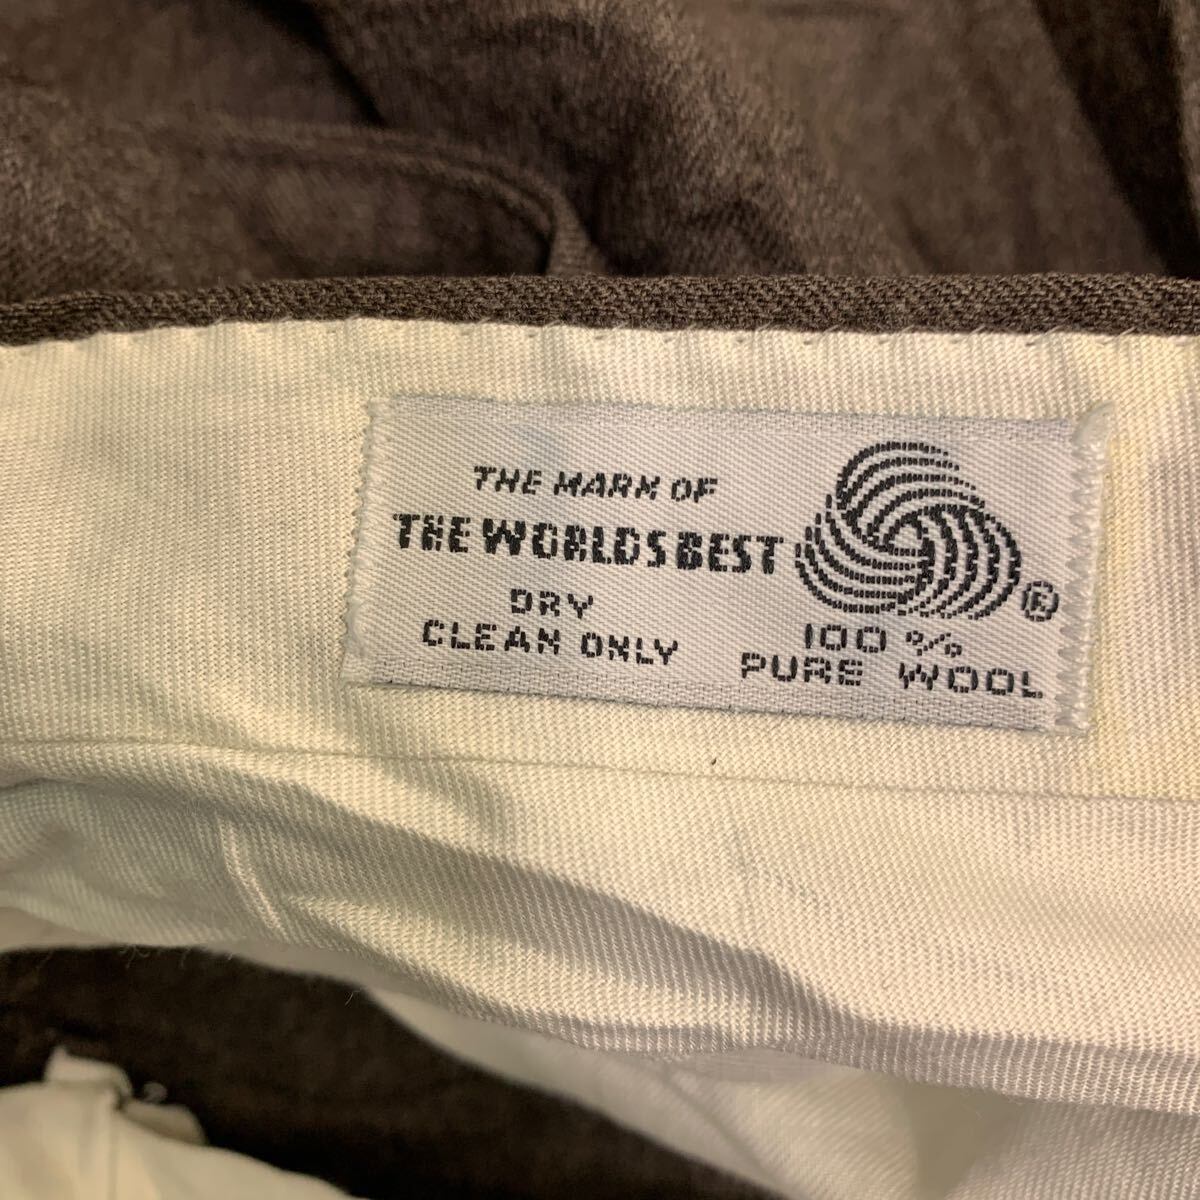 THE MARK OF
THE WORLDS BEST
DRY
CLEAN ONLY
®
100%
PURE WOOL